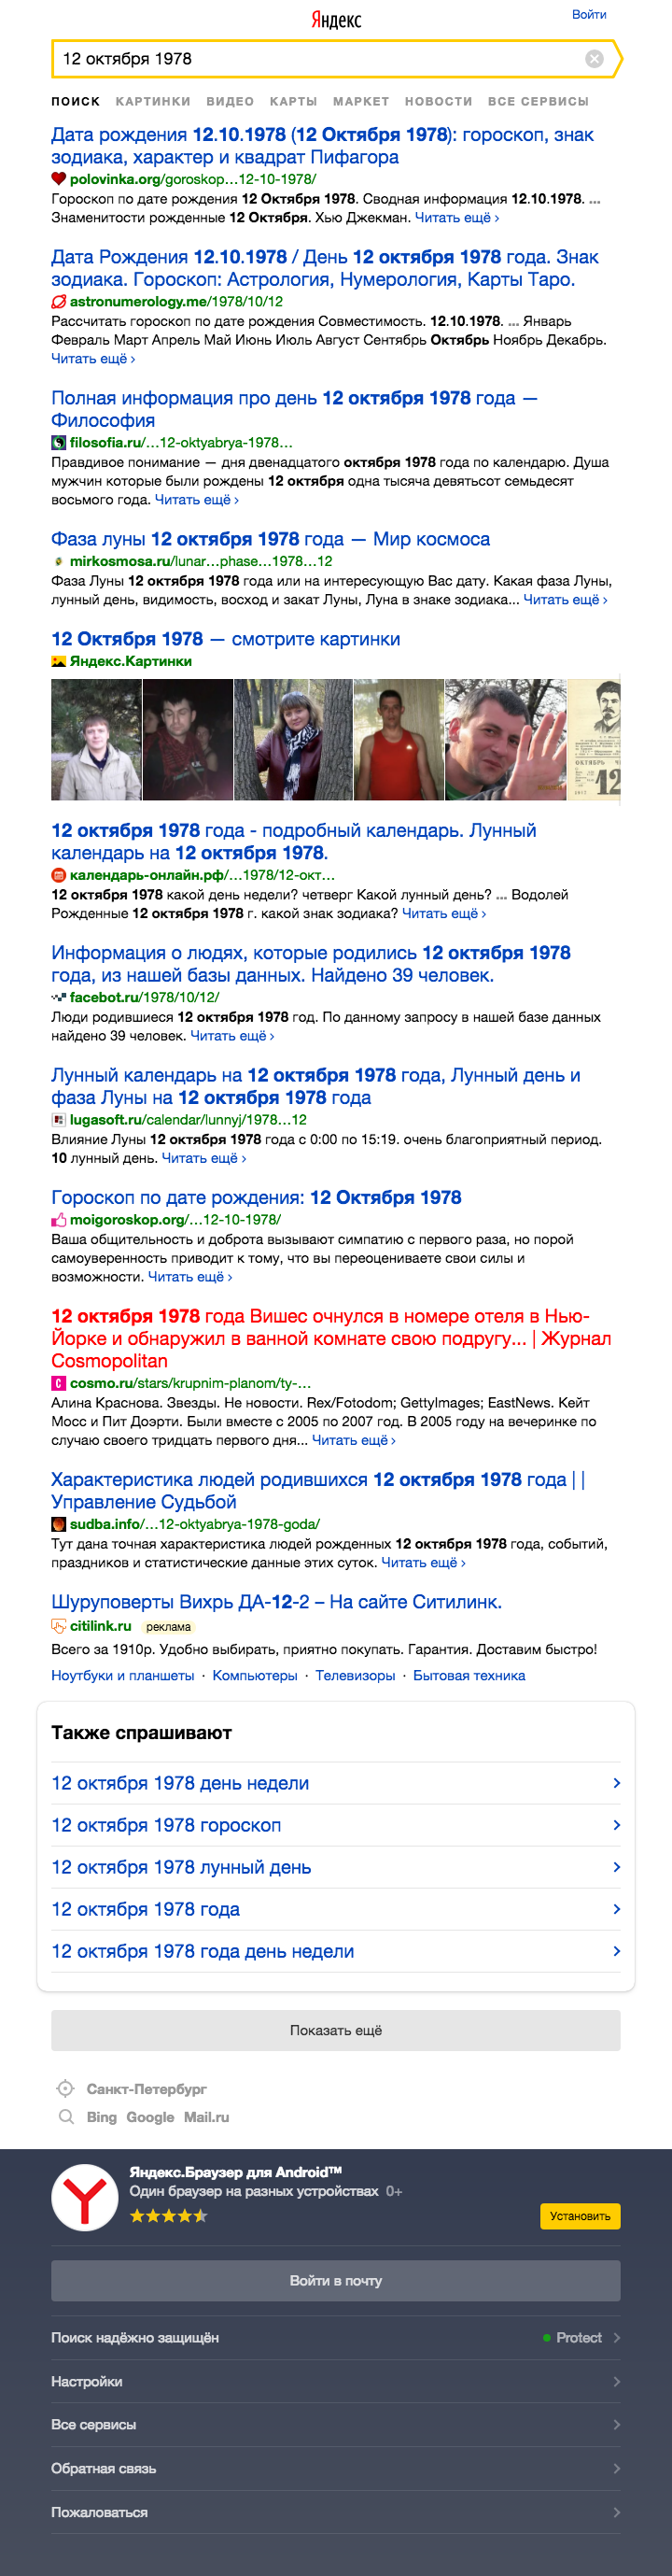 Яндекс
Войти
12 октября 1978
ПОИСК КАРТИНКИ ВИДЕО КАРТЫ МАРКЕТ НОВОСТИ ВСЕ СЕРВИСЫ
Дата рождения 12.10.1978 (12 Октября 1978): гороскоп, знак
зодиака, характер и квадрат Пифагора
polovinka.org/goroskop...12-10-1978/
Гороскоп по дате рождения 12 Октября 1978. Сводная информация 12.10.1978. ...
Знаменитости рожденные 12 Октября. Хью Джекман. Читать ещё ›
Дата Рождения 12.10.1978 / День 12 октября 1978 года. Знак
зодиака. Гороскоп: Астрология, Нумерология, Карты Таро.
astronumerology.me/1978/10/12
Рассчитать гороскоп по дате рождения Совместимость. 12.10.1978. ... Январь
Февраль Март Апрель Май Июнь Июль Август Сентябрь Октябрь Ноябрь Декабрь.
Читать ещё ›
Полная информация про день 12 октября 1978 года —
Философия
filosofia.ru/...12-oktyabrya-1978...
Правдивое понимание — дня двенадцатого октября 1978 года по календарю. Душа
мужчин которые были рождены 12 октября одна тысяча девятьсот семьдесят
восьмого года. Читать ещё ›
Фаза луны 12 октября 1978 года — Мир космоса
mirkosmosa.ru/lunar...phase...1978...12
Фаза Луны 12 октября 1978 года или на интересующую Вас дату. Какая фаза Луны,
лунный день, видимость, восход и закат Луны, Луна в знаке зодиака... Читать ещё ›
12 Октября 1978 — смотрите картинки
Яндекс.Картинки
ОКТЯБРЬ
12
12 октября 1978 года - подробный календарь. Лунный
календарь на 12 октября 1978.
календарь-онлайн.рф/...1978/12-окт...
12 октября 1978 какой день недели? четверг Какой лунный день? ... Водолей
Рожденные 12 октября 1978 г. какой знак зодиака? Читать ещё ›
Информация о людях, которые родились 12 октября 1978
года, из нашей базы данных. Найдено 39 человек.
facebot.ru/1978/10/12/
Люди родившиеся 12 октября 1978 год. По данному запросу в нашей базе данных
найдено 39 человек. Читать ещё ›
Лунный календарь на 12 октября 1978 года, Лунный день и
фаза Луны на 12 октября 1978 года
lugasoft.ru/calendar/lunnyj/1978...12
Влияние Луны 12 октября 1978 года с 0:00 по 15:19. очень благоприятный период.
10 лунный день. Читать ещё ›
Гороскоп по дате рождения: 12 Октября 1978
moigoroskop.org/...12-10-1978/
Ваша общительность и доброта вызывают симпатию с первого раза, но порой
самоуверенность приводит к тому, что вы переоцениваете свои силы и
возможности. Читать ещё ›
12 октября 1978 года Вишес очнулся в номере отеля в Нью-
Йорке и обнаружил в ванной комнате свою подругу... | Журнал
Cosmopolitan
cosmo.ru/stars/krupnim-planom/ty-...
Алина Краснова. Звезды. Не новости. Rex/Fotodom; GettyImages; EastNews. Кейт
Мосс и Пит Доэрти. Были вместе с 2005 по 2007 год. В 2005 году на вечеринке по
случаю своего тридцать первого дня... Читать ещё ›
Характеристика людей родившихся 12 октября 1978 года | |
Управление Судьбой
sudba.info/...12-oktyabrya-1978-goda/
Тут дана точная характеристика людей рожденных 12 октября 1978 года, событий,
праздников и статистические данные этих суток. Читать ещё ›
Шуруповерты Вихрь ДА-12-2 – На сайте Ситилинк.
citilink.ru реклама
Всего за 1910р. Удобно выбирать, приятно покупать. Гарантия. Доставим быстро!
Ноутбуки и планшеты · Компьютеры · Телевизоры · Бытовая техника
Также спрашивают
12 октября 1978 день недели
12 октября 1978 гороскоп
12 октября 1978 лунный день
12 октября 1978 года
12 октября 1978 года день недели
Показать ещё
Санкт-Петербург
Bing Google Mail.ru
Яндекс.Браузер для Android™
Один браузер на разных устройствах 0+
Установить
Войти в почту
Поиск надёжно защищён Protect
Настройки
Все сервисы
Обратная связь
Пожаловаться